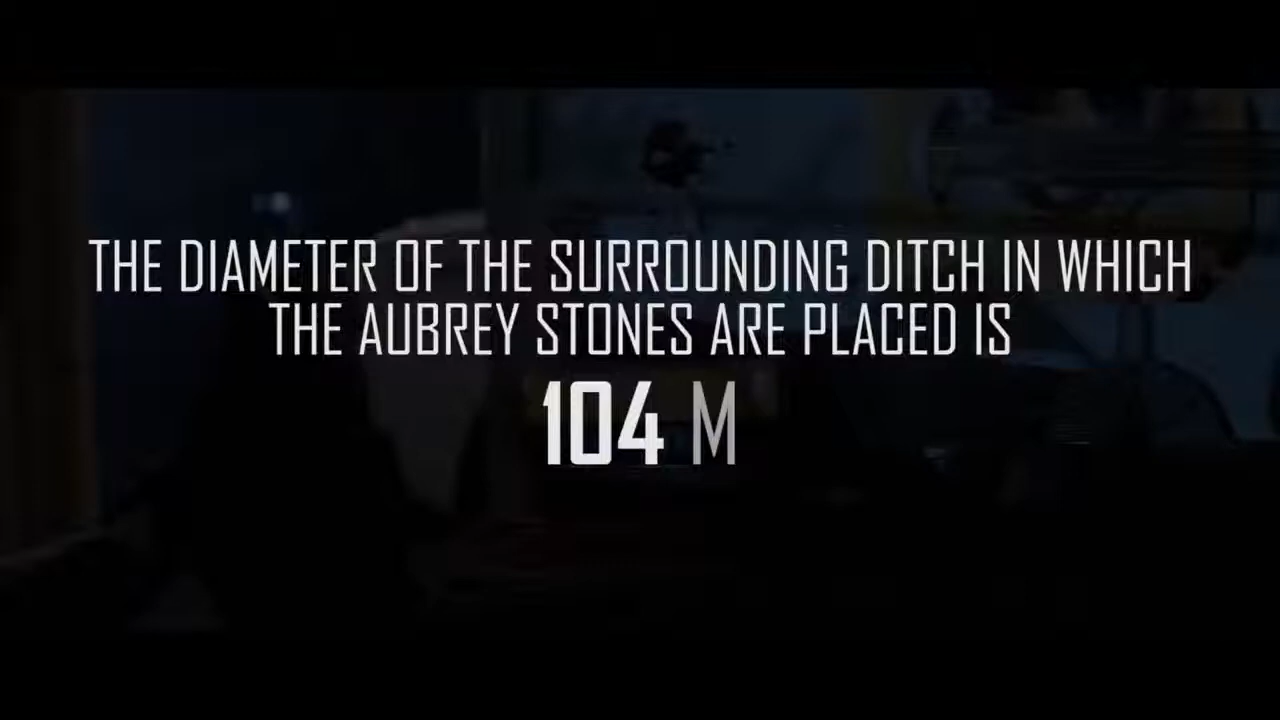 THE DIAMETER OF THE SURROUNDING DITCH IN WHICH
THE AUBREY STONES ARE PLACED IS
104 M